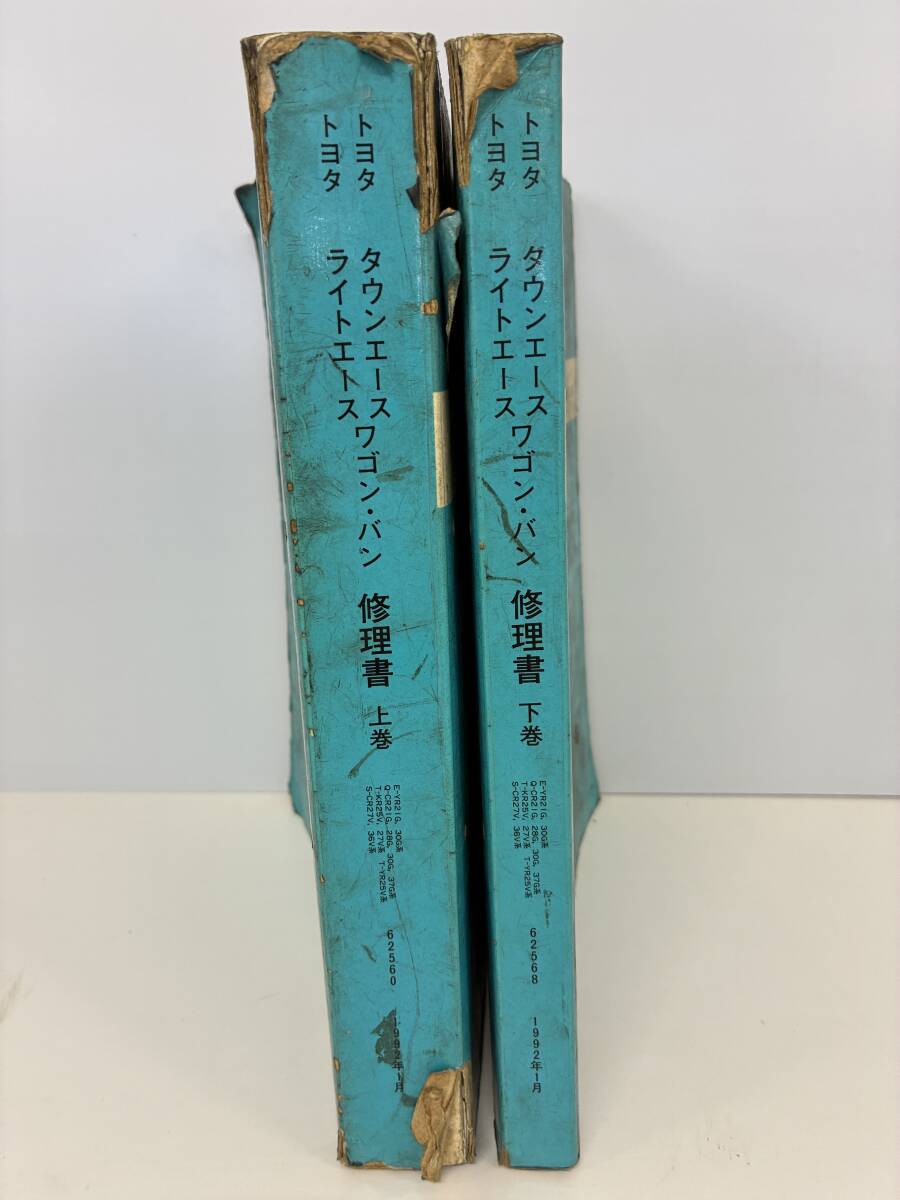 トヨタ タウンエースワゴン・バン
トヨタ ライトエース
修理書 上巻
E-YR21G, 30G系
Q-CR21G, 28G, 30G, 37G系
T-KR25V, 27V系 T-YR25V系
S-CR27V, 36V系
62560
1992年1月
トヨタ タウンエースワゴン・バン
トヨタ ライトエース
修理書 下巻
E-YR21G, 30G系
Q-CR21G, 28G, 30G, 37G系
T-KR25V, 27V系 T-YR25V系
S-CR27V, 36V系
62568
1992年1月